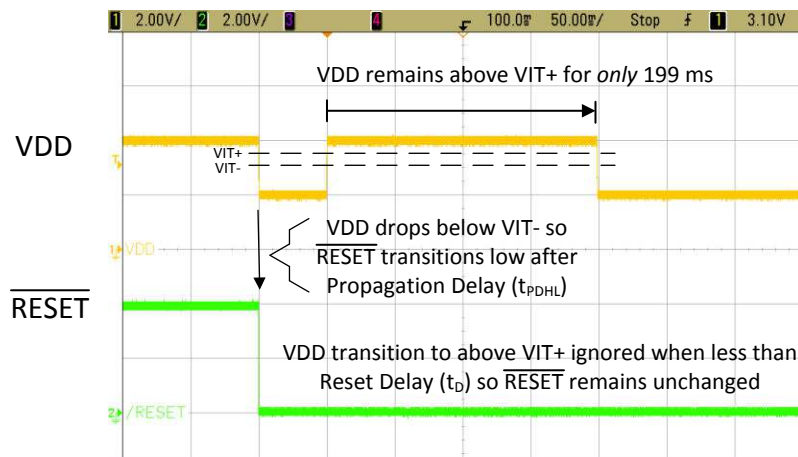 1 2.00V/ 2 2.00V/ 3 4 100.0ms 50.00ms/ Stop 1 3.10V
VDD remains above VIT+ for only 199 ms
VDD
VIT+
VIT-
T
VDD drops below VIT- so
RESET transitions low after
Propagation Delay (tPDHL)
1 VDD
RESET
VDD transition to above VIT+ ignored when less than
Reset Delay (tD) so RESET remains unchanged
2 /RESET